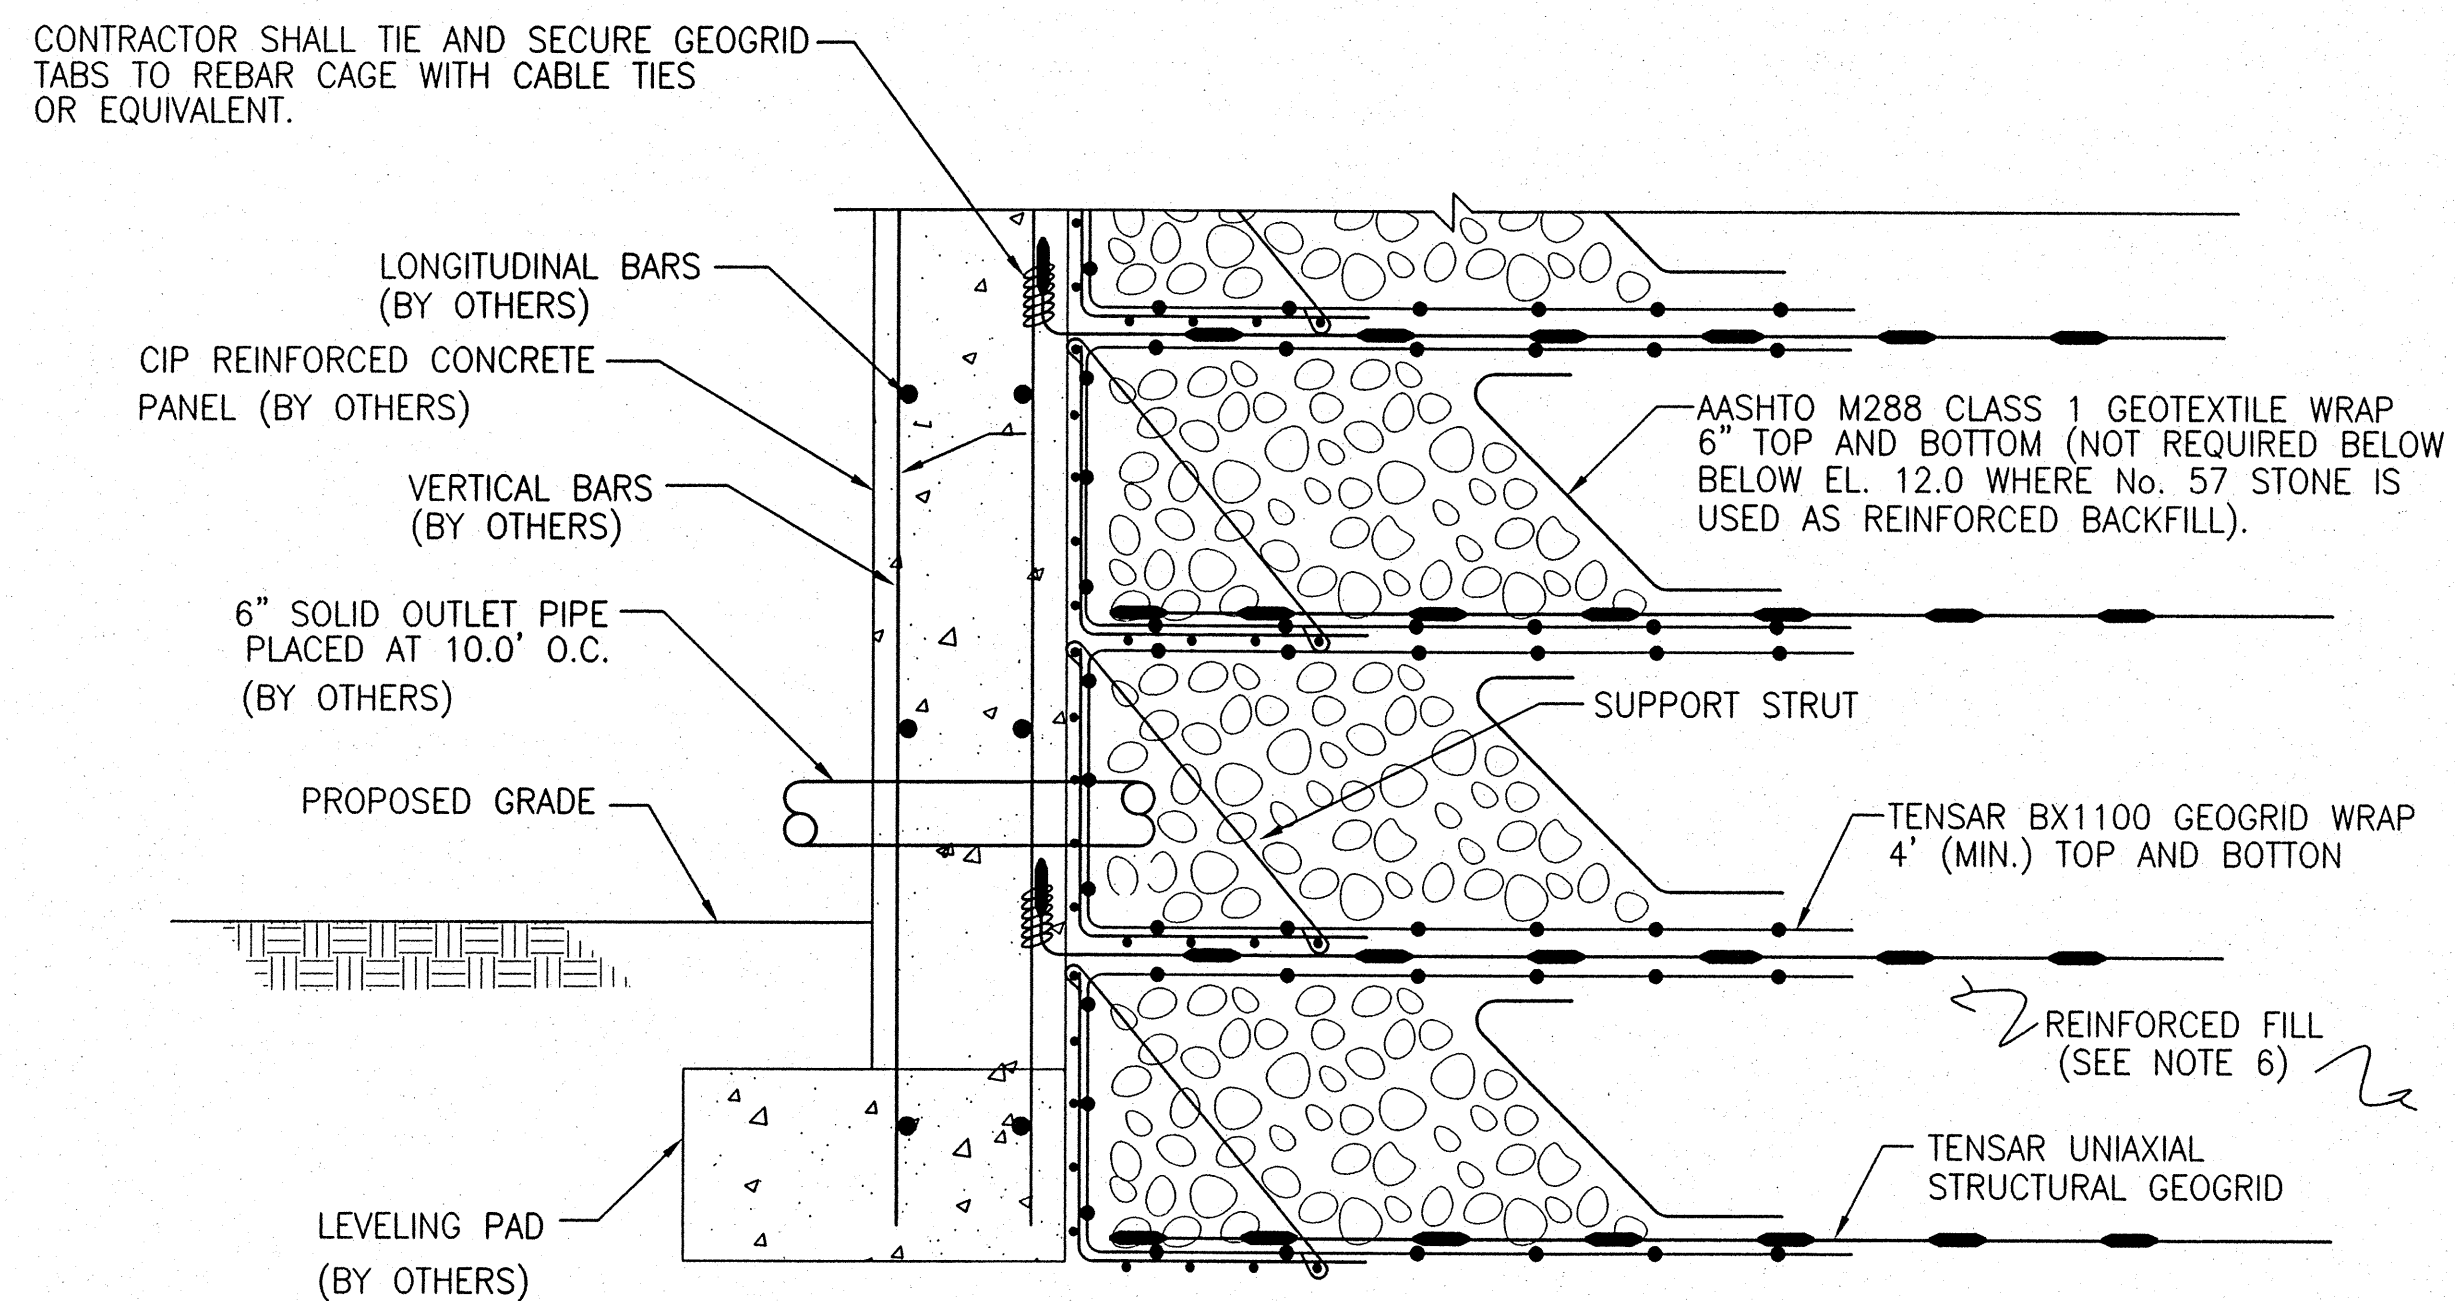 CONTRACTOR SHALL TIE AND SECURE GEOGRID
TABS TO REBAR CAGE WITH CABLE TIES
OR EQUIVALENT.
LONGITUDINAL BARS
(BY OTHERS)
CIP REINFORCED CONCRETE
PANEL (BY OTHERS)
VERTICAL BARS
(BY OTHERS)
6" SOLID OUTLET PIPE
PLACED AT 10.0' O.C.
(BY OTHERS)
PROPOSED GRADE
LEVELING PAD
(BY OTHERS)
AASHTO M288 CLASS 1 GEOTEXTILE WRAP
6" TOP AND BOTTOM (NOT REQUIRED BELOW
BELOW EL. 12.0 WHERE No. 57 STONE IS
USED AS REINFORCED BACKFILL).
SUPPORT STRUT
TENSAR BX1100 GEOGRID WRAP
4' (MIN.) TOP AND BOTTON
REINFORCED FILL
(SEE NOTE 6)
TENSAR UNIAXIAL
STRUCTURAL GEOGRID